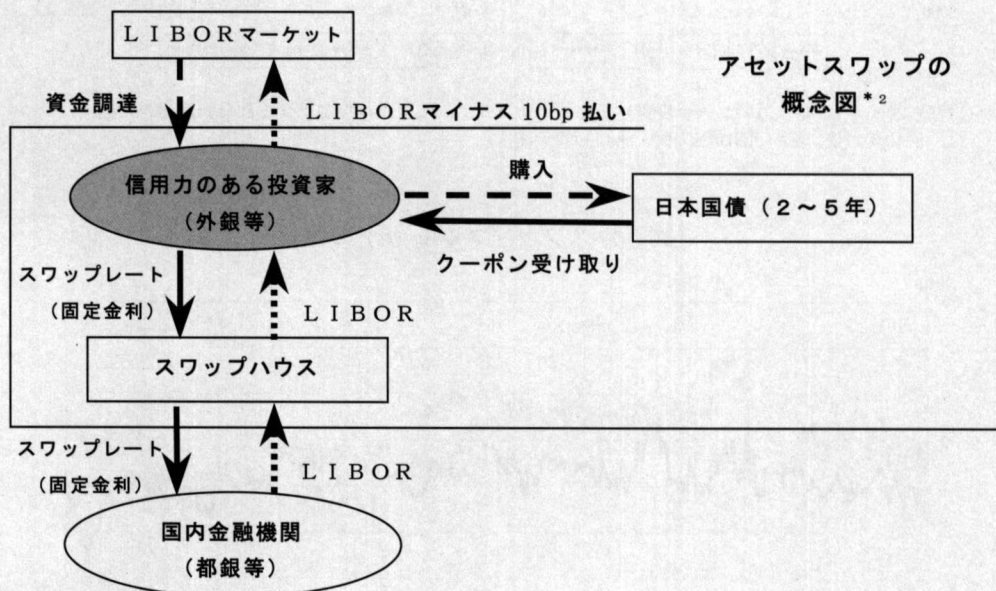 ＬＩＢＯＲマーケット
アセットスワップの
概念図*2
資金調達
ＬＩＢＯＲマイナス 10bp 払い
信用力のある投資家
（外銀等）
購入
日本国債（２～５年）
クーポン受け取り
スワップレート
（固定金利）
ＬＩＢＯＲ
スワップハウス
スワップレート
（固定金利）
ＬＩＢＯＲ
国内金融機関
（都銀等）